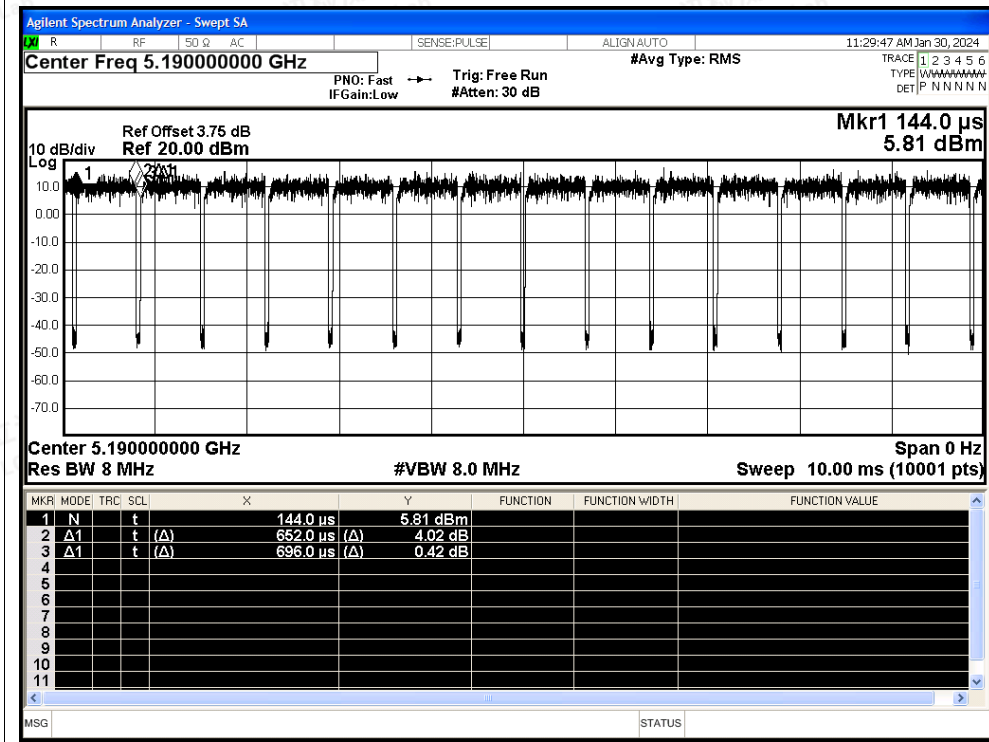 Agilent Spectrum Analyzer - Swept SA
LXI R RF 50 Ω AC SENSE:PULSE ALIGN AUTO 11:29:47 AM Jan 30, 2024
Center Freq 5.190000000 GHz #Avg Type: RMS TRACE 1 2 3 4 5 6
PNO: Fast Trig: Free Run TYPE WWWWWW
IFGain:Low #Atten: 30 dB DET P N N N N N
Mkr1 144.0 µs
Ref Offset 3.75 dB
10 dB/div Ref 20.00 dBm 5.81 dBm
Log
1 2Δ1
10.0
0.00
-10.0
-20.0
-30.0
-40.0
-50.0
-60.0
-70.0
Center 5.190000000 GHz Span 0 Hz
Res BW 8 MHz #VBW 8.0 MHz Sweep 10.00 ms (10001 pts)
MKR MODE TRC SCL X Y FUNCTION FUNCTION WIDTH FUNCTION VALUE
1 N t 144.0 µs 5.81 dBm
2 Δ1 t (Δ) 652.0 µs (Δ) 4.02 dB
3 Δ1 t (Δ) 696.0 µs (Δ) 0.42 dB
4
5
6
7
8
9
10
11
MSG STATUS